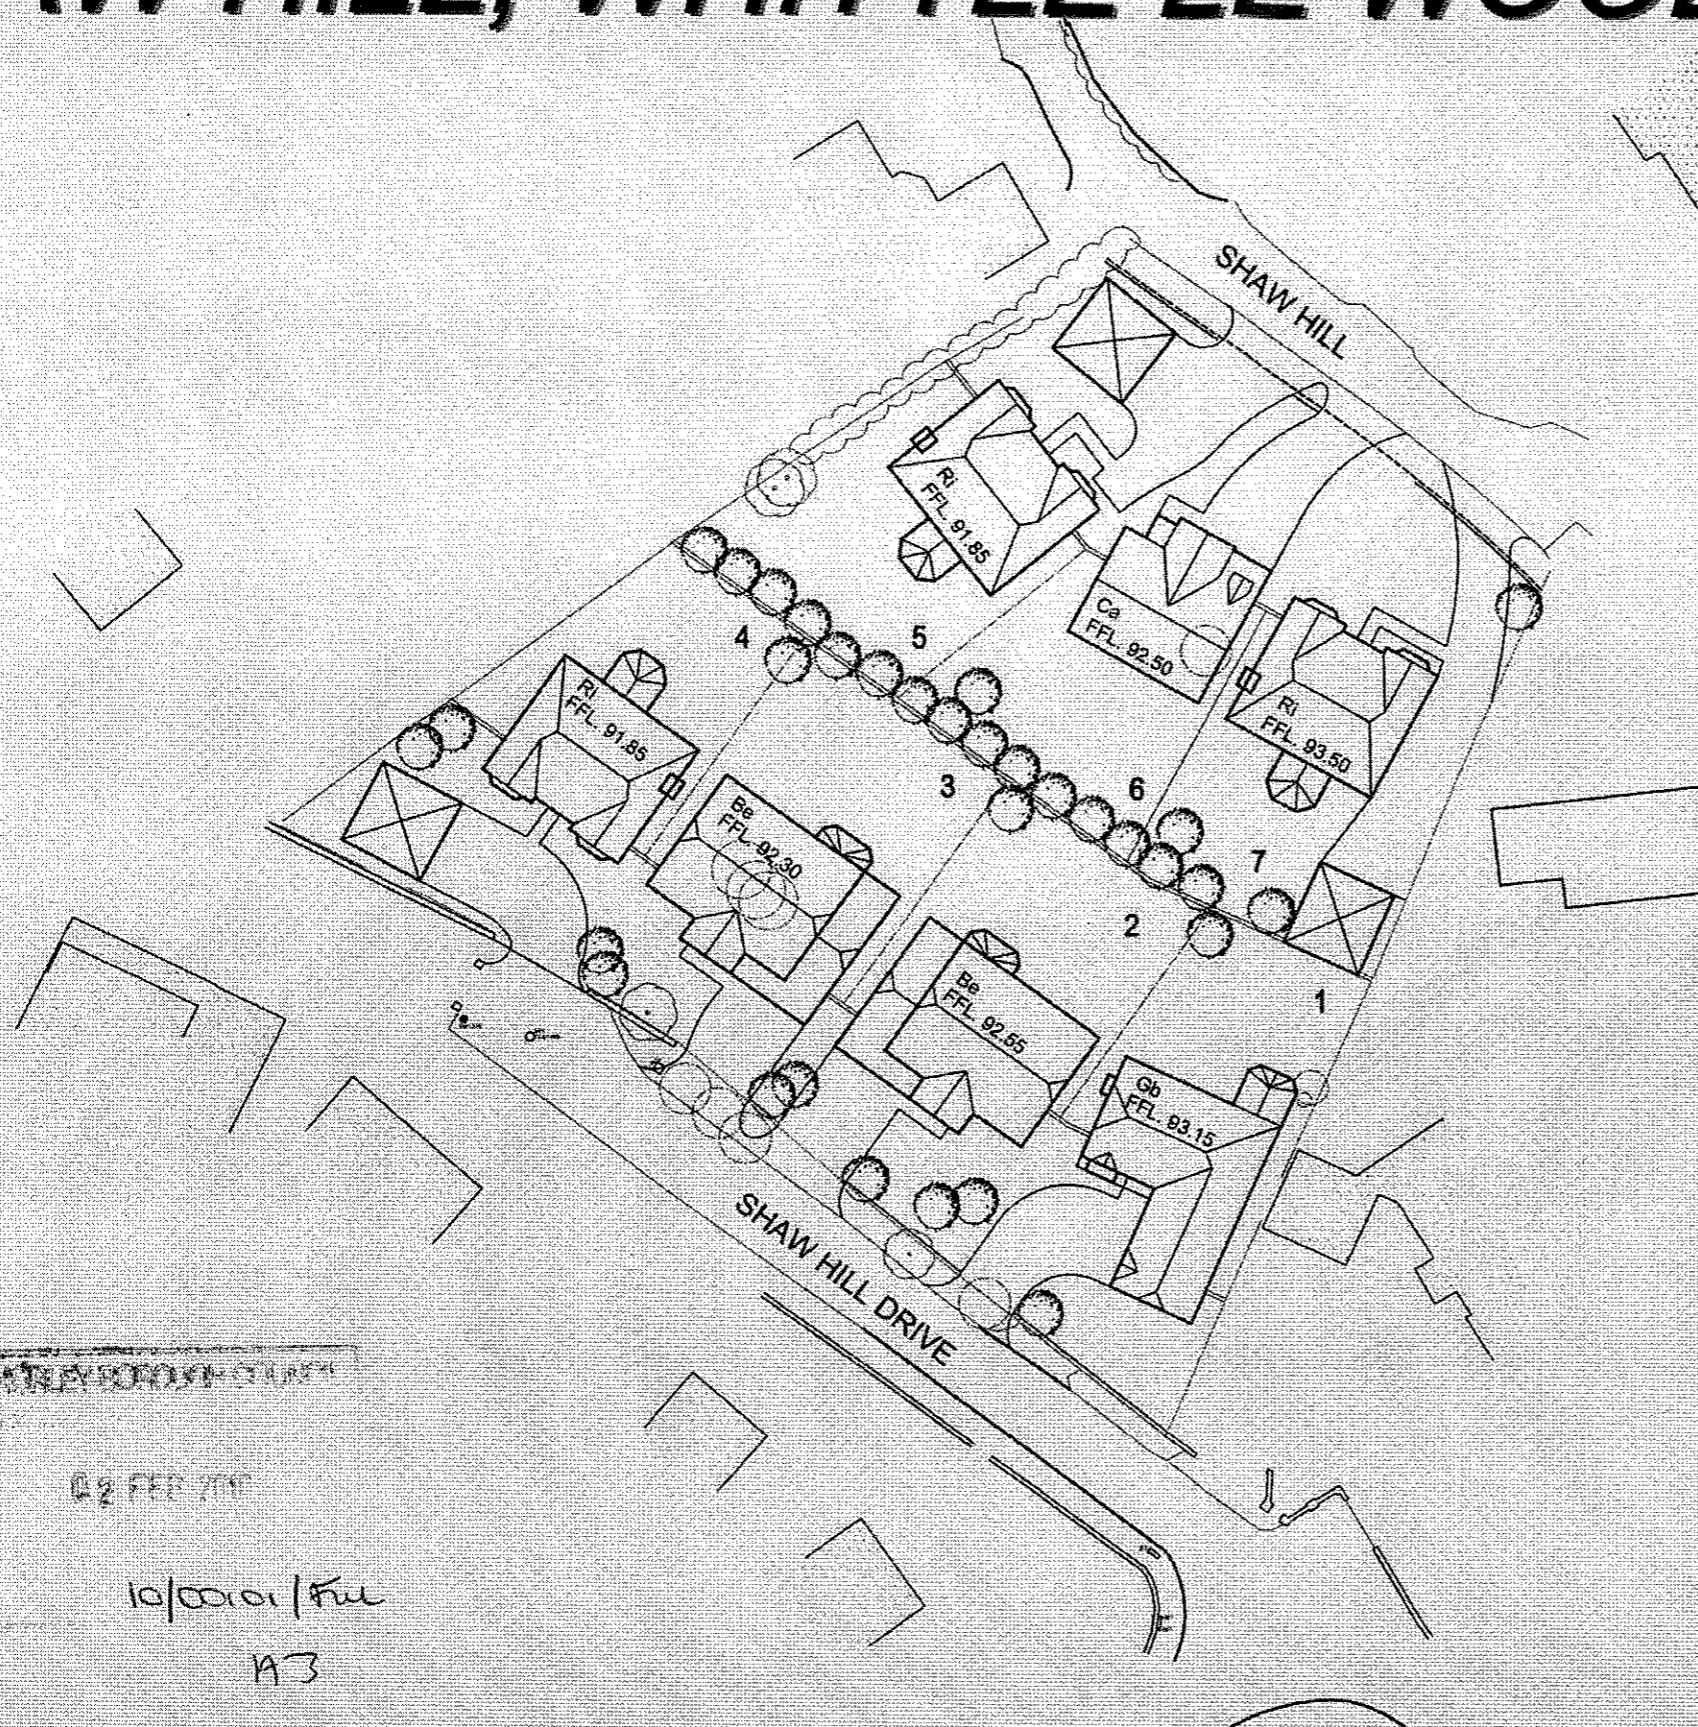 SHAW HILL
Ri
FFL. 91.85
Ca
FFL. 92.50
Ri
FFL. 93.50
4
5
Ri
FFL. 91.85
3
6
Be
FFL. 92.30
7
2
Be
FFL. 92.55
1
Gb
FFL. 93.15
SHAW HILL DRIVE
10/00101/Ful
A3